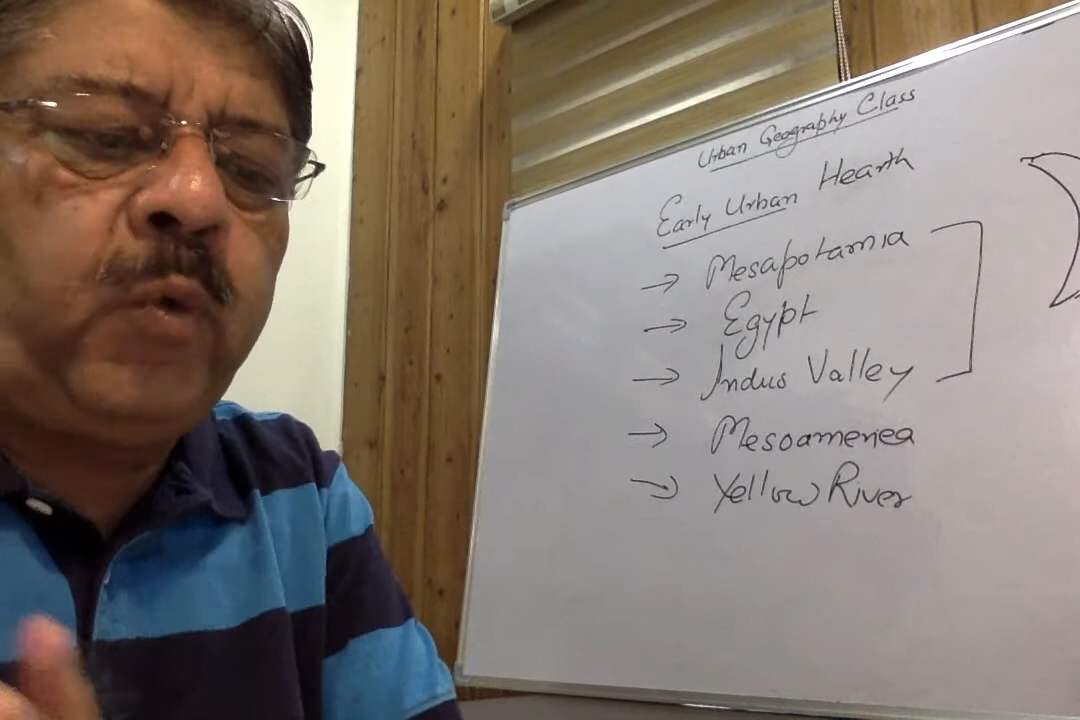 Urban Geography Class
Early Urban Hearth
→ Mesapotamia
→ Egypt
→ Indus Valley
→ Mesoamerica
→ Yellow River